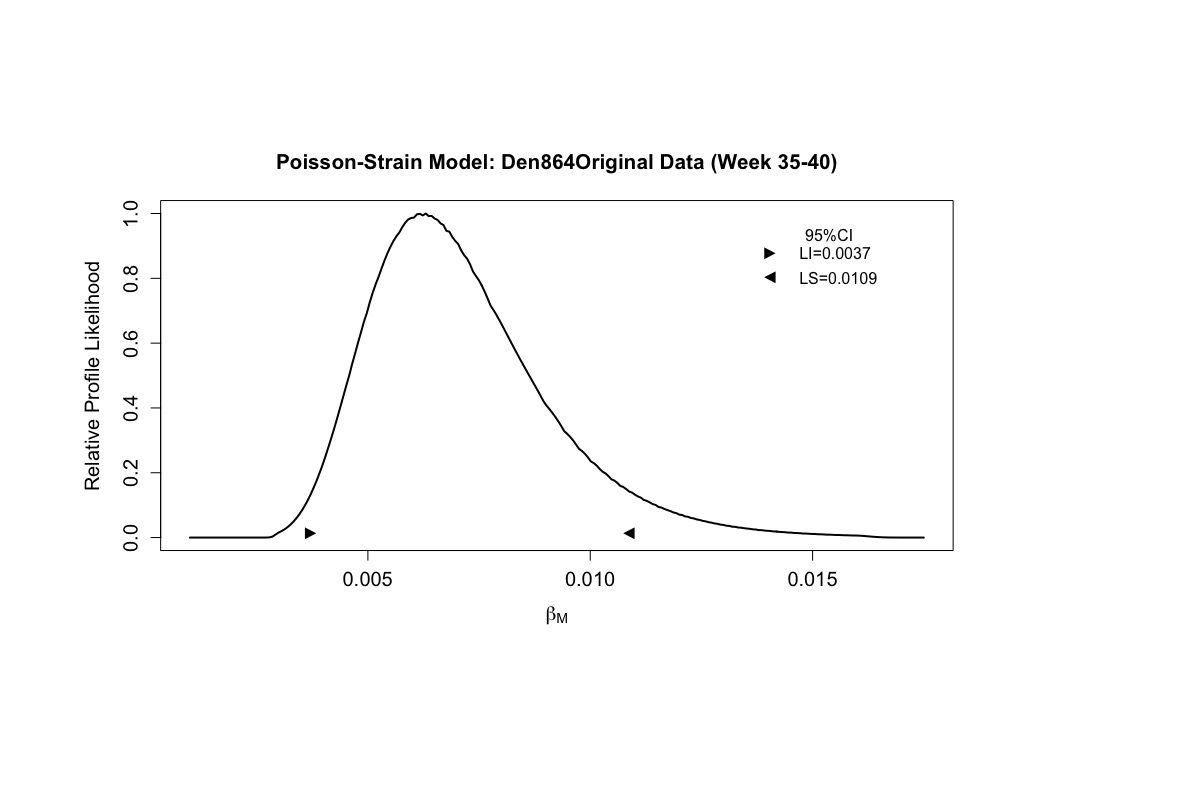 Poisson-Strain Model: Den864Original Data (Week 35-40)
Relative Profile Likelihood
1.0
0.8
0.6
0.4
0.2
0.0
95%CI
LI=0.0037
LS=0.0109
0.005 0.010 0.015
βM